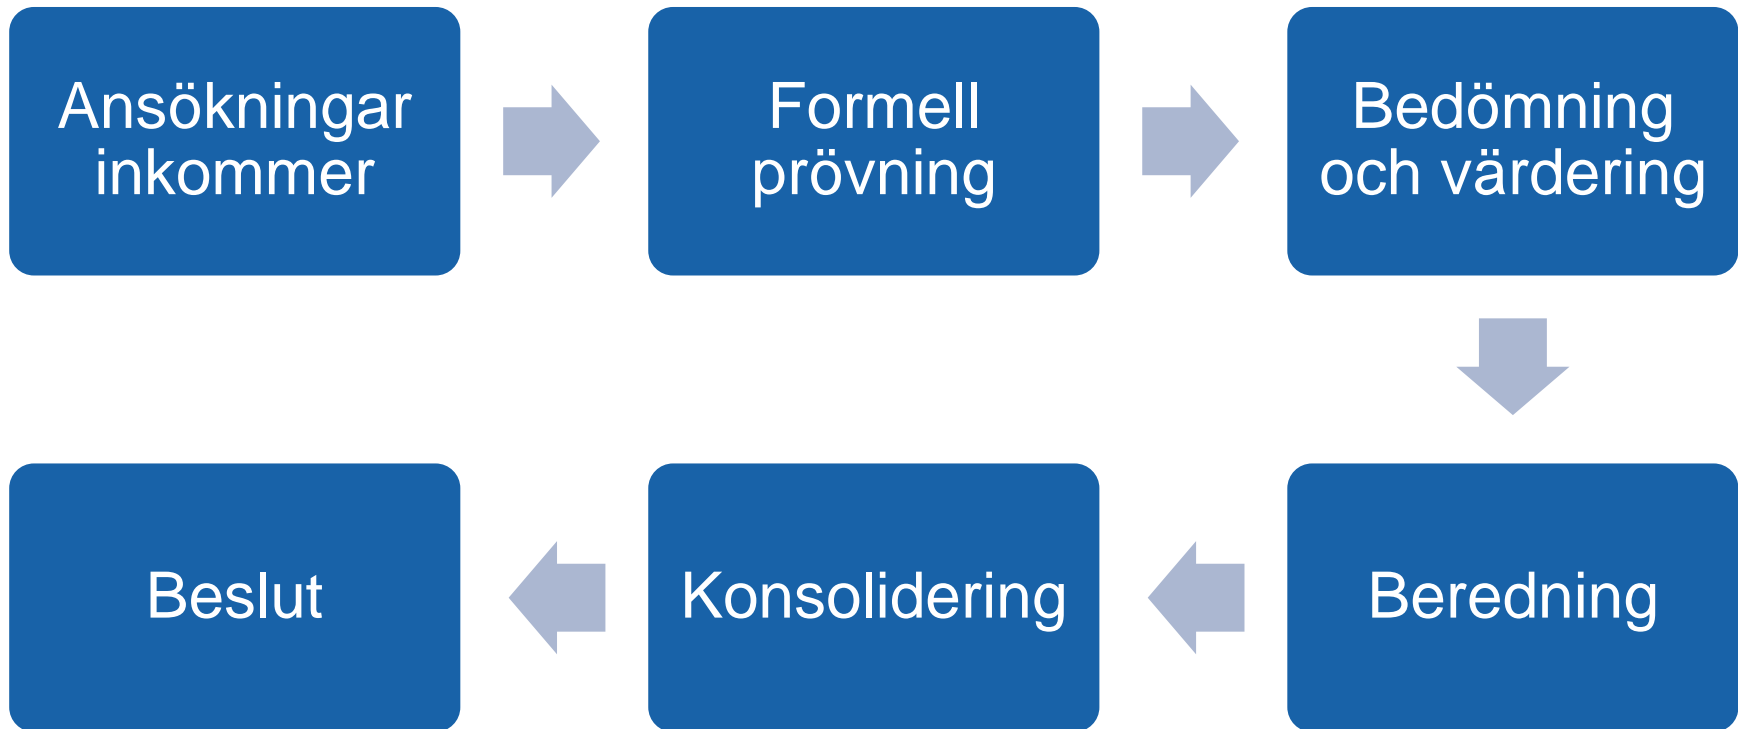 Ansökningar
inkommer
Formell
prövning
Bedömning
och värdering
Beredning
Konsolidering
Beslut